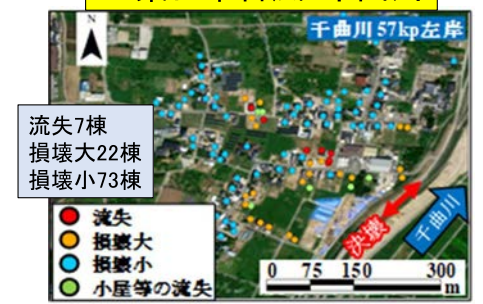 N
千曲川57kp左岸
流失7棟
損壊大22棟
損壊小73棟
流失
損壊大
損壊小
小屋等の流失
決壊
千曲川
0 75 150 300
m